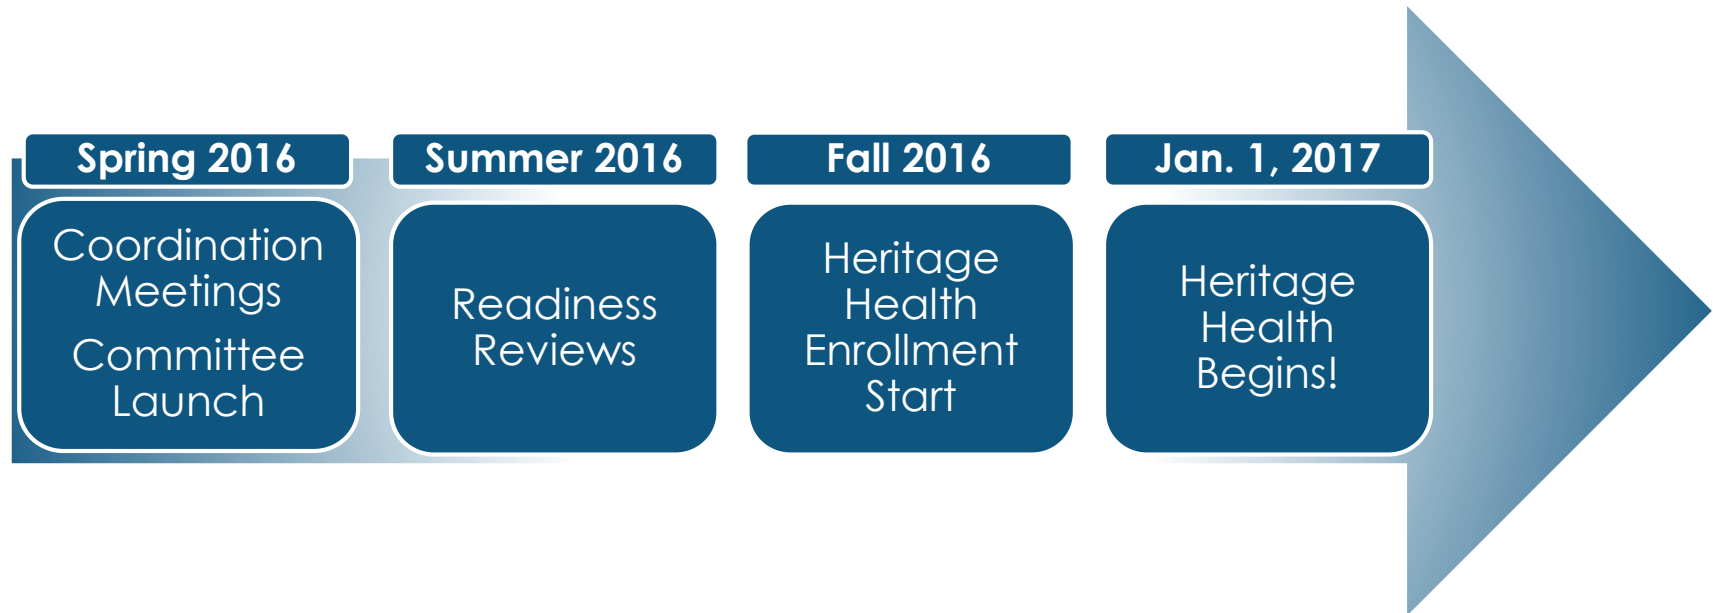 Spring 2016
Coordination
Meetings
Committee
Launch
Summer 2016
Readiness
Reviews
Fall 2016
Heritage
Health
Enrollment
Start
Jan. 1, 2017
Heritage
Health
Begins!